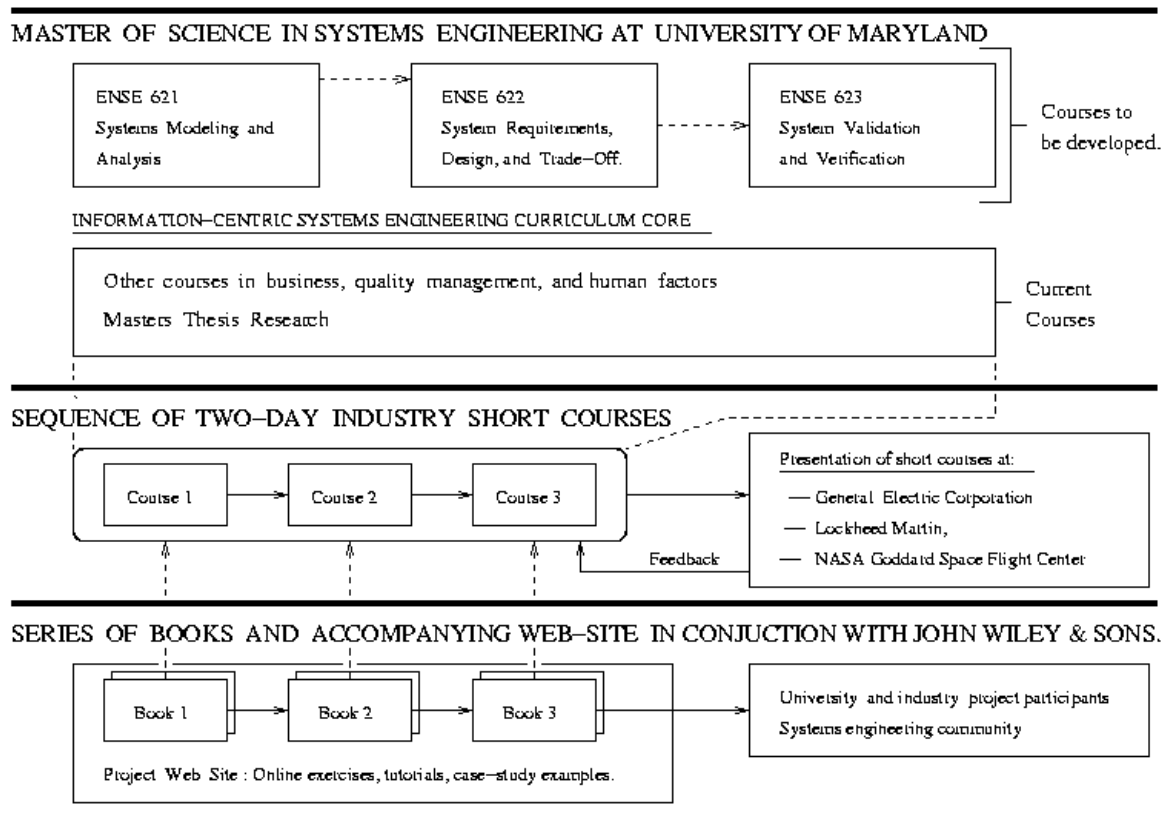 MASTER OF SCIENCE IN SYSTEMS ENGINEERING AT UNIVERSITY OF MARYLAND
ENSE 621
Systems Modeling and
Analysis
ENSE 622
System Requirements,
Design, and Trade-Off.
ENSE 623
System Validation
and Verification
Courses to
be developed.
INFORMATION-CENTRIC SYSTEMS ENGINEERING CURRICULUM CORE
Other courses in business, quality management, and human factors
Masters Thesis Research
Current
Courses
SEQUENCE OF TWO-DAY INDUSTRY SHORT COURSES
Course 1
Course 2
Course 3
Presentation of short courses at:
— General Electric Corporation
— Lockheed Martin,
— NASA Goddard Space Flight Center
Feedback
SERIES OF BOOKS AND ACCOMPANYING WEB-SITE IN CONJUCTION WITH JOHN WILEY & SONS.
Book 1
Book 2
Book 3
Project Web Site : Online exercises, tutorials, case-study examples.
University and industry project participants
Systems engineering community